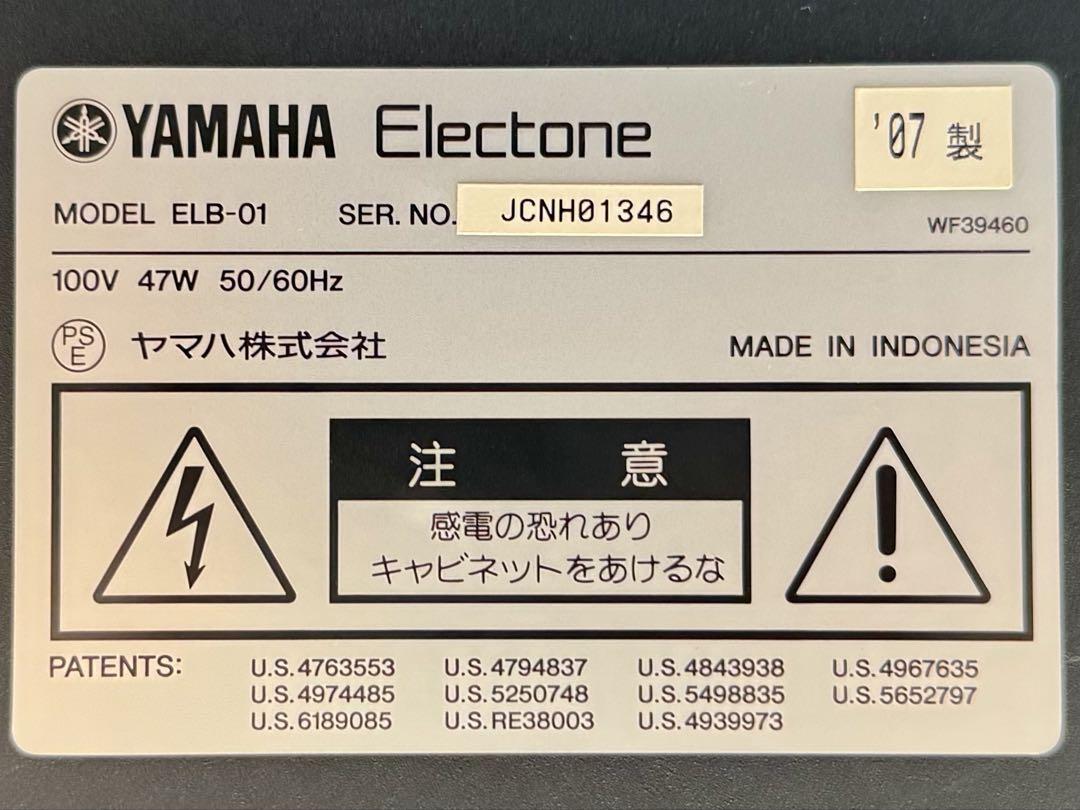 YAMAHA Electone
'07 製
MODEL ELB-01 SER. NO. JCNH01346
WF39460
100V 47W 50/60Hz
PSE ヤマハ株式会社
MADE IN INDONESIA
注意
感電の恐れあり
キャビネットをあけるな
PATENTS: U.S.4763553 U.S.4794837 U.S.4843938 U.S.4967635
U.S.4974485 U.S.5250748 U.S.5498835 U.S.5652797
U.S.6189085 U.S.RE38003 U.S.4939973